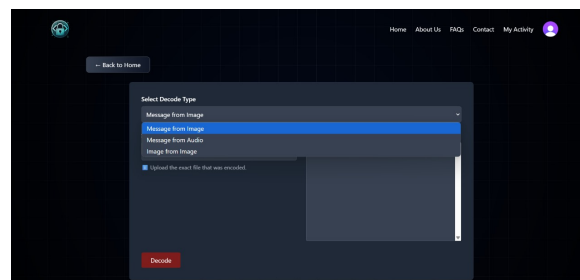 Home About Us FAQs Contact My Activity
← Back to Home
Select Decode Type
Message from Image
Message from Image
Message from Audio
Image from Image
Upload the exact file that was encoded.
Decode